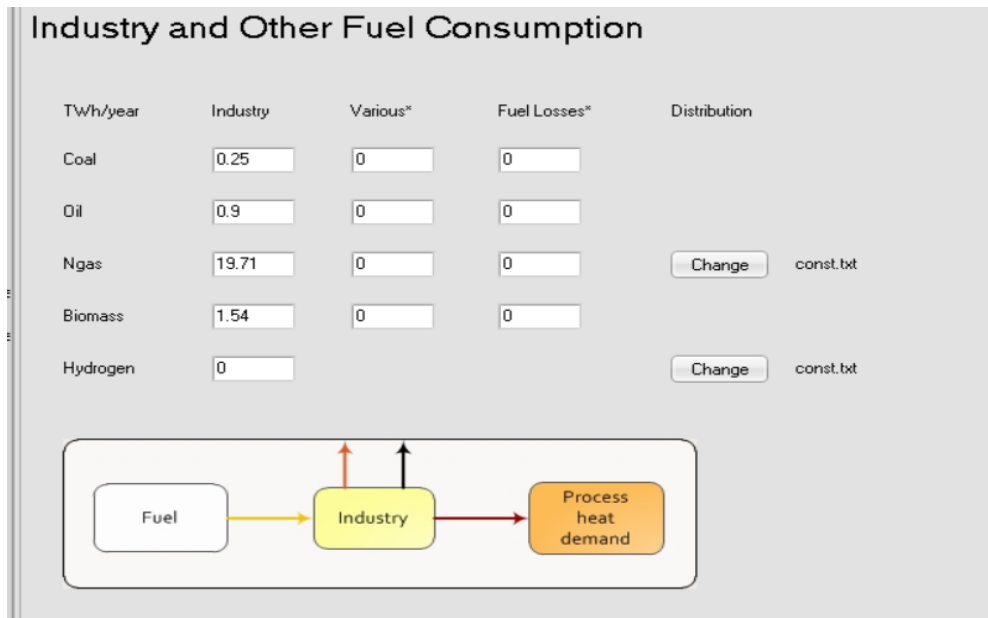 Industry and Other Fuel Consumption
TWh/year Industry Various* Fuel Losses* Distribution
Coal 0.25 0 0
Oil 0.9 0 0
Ngas 19.71 0 0 Change const.txt
Biomass 1.54 0 0
Hydrogen 0 Change const.txt
Fuel Industry Process
heat
demand